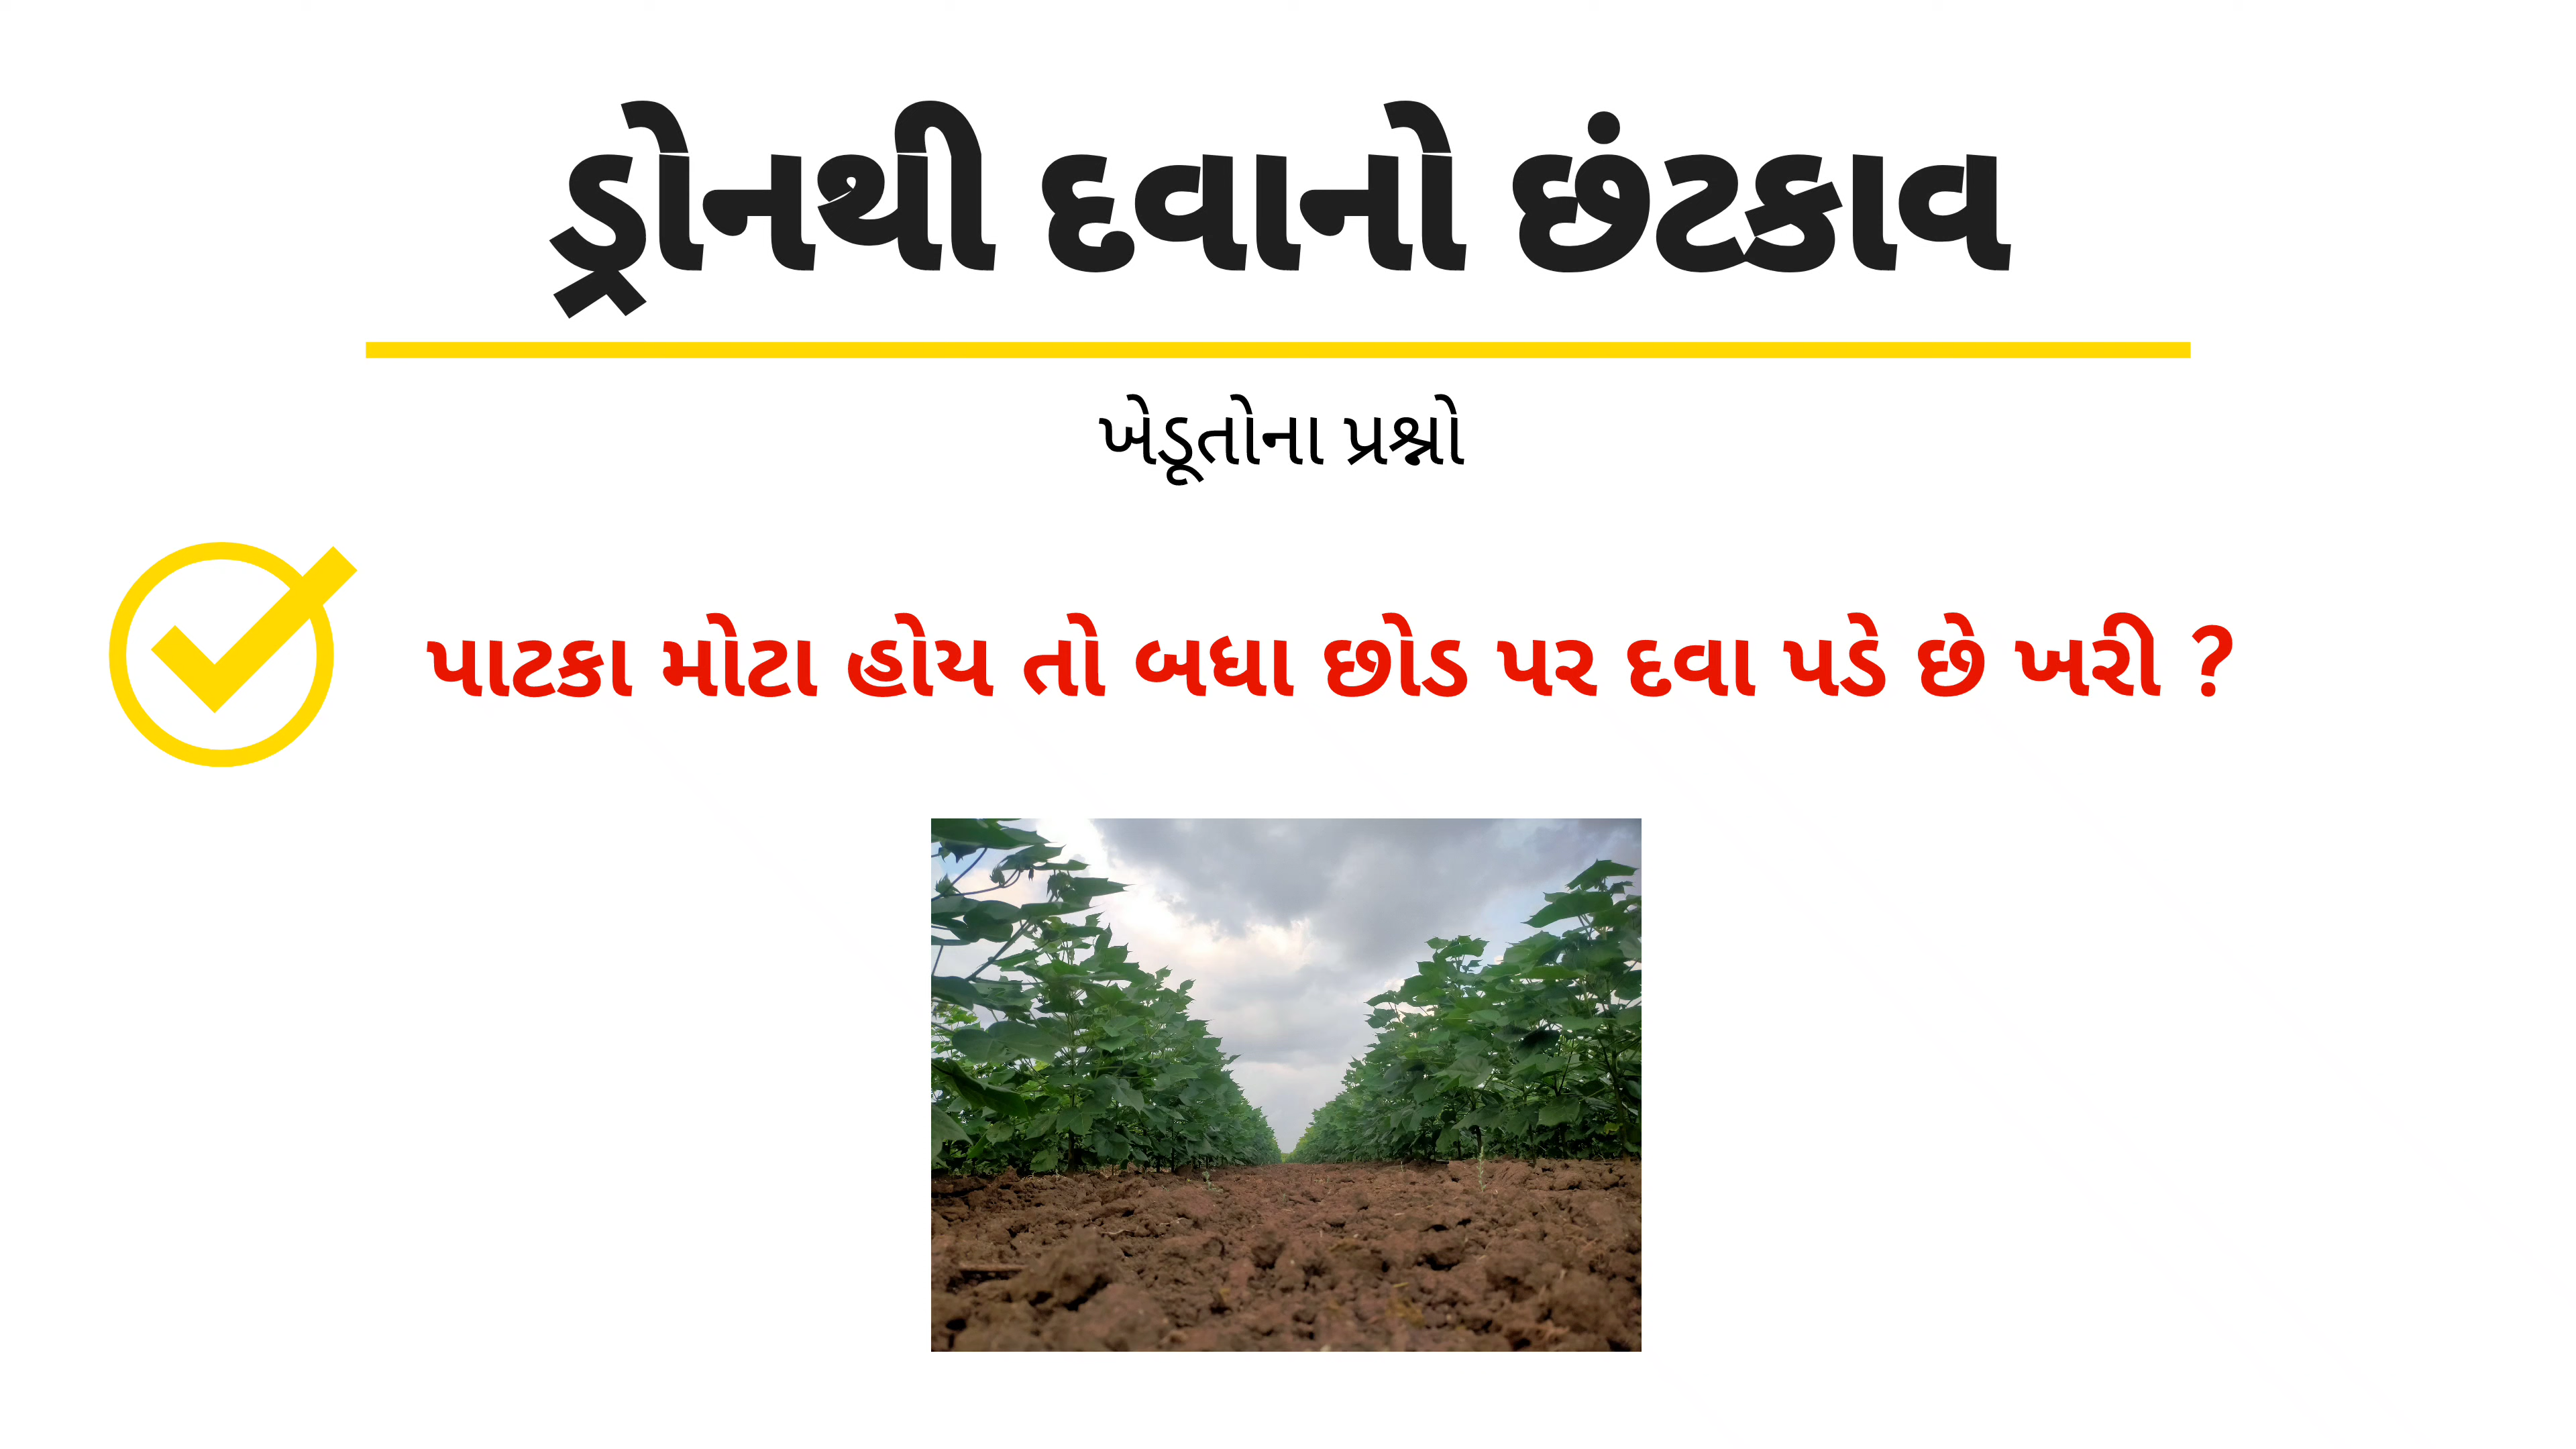 ડ્રોનથી દવાનો છંટકાવ
ખેડૂતોના પ્રશ્નો
પાટકા મોટા હોય તો બધા છોડ પર દવા પડે છે ખરી ?